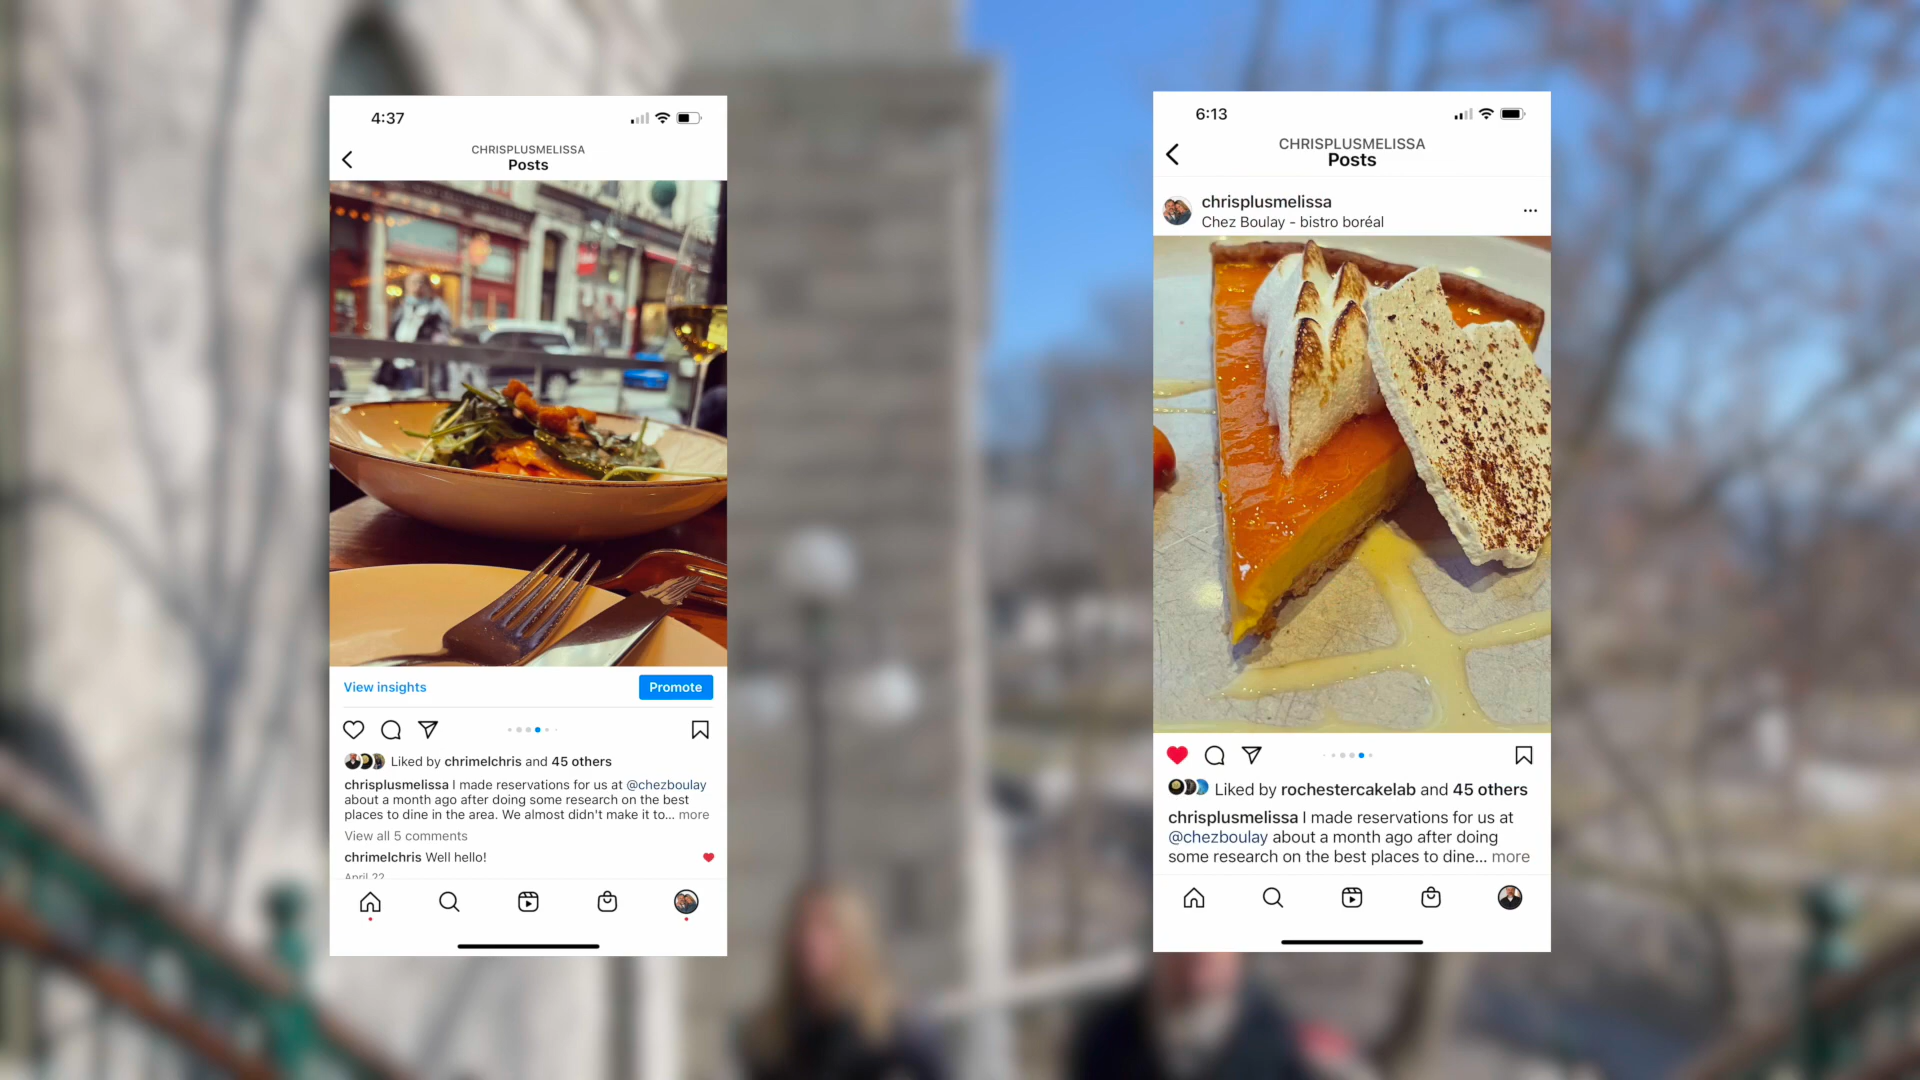 4:37
CHRISPLUSMELISSA
Posts
View insights
Promote
Liked by chrimelchris and 45 others
chrisplusmelissa I made reservations for us at @chezboulay
about a month ago after doing some research on the best
places to dine in the area. We almost didn't make it to... more
View all 5 comments
chrimelchris Well hello!
April 22
6:13
CHRISPLUSMELISSA
Posts
chrisplusmelissa
Chez Boulay - bistro boréal
Liked by rochestercakelab and 45 others
chrisplusmelissa I made reservations for us at
@chezboulay about a month ago after doing
some research on the best places to dine... more